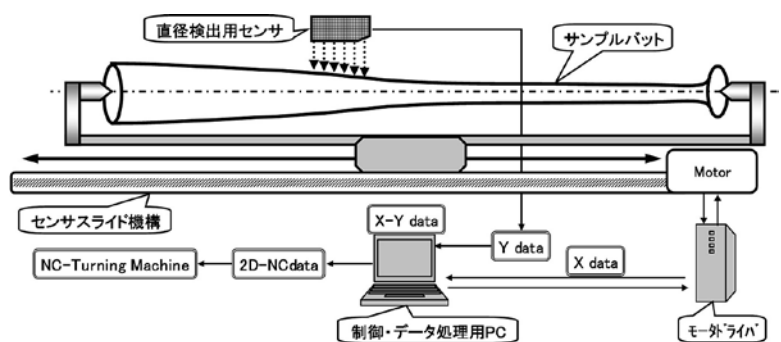 直径検出用センサ
サンプルバット
Motor
センサスライド機構
X-Y data
Y data
X data
NC-Turning Machine
2D-NCdata
制御・データ処理用PC
モータドライバ